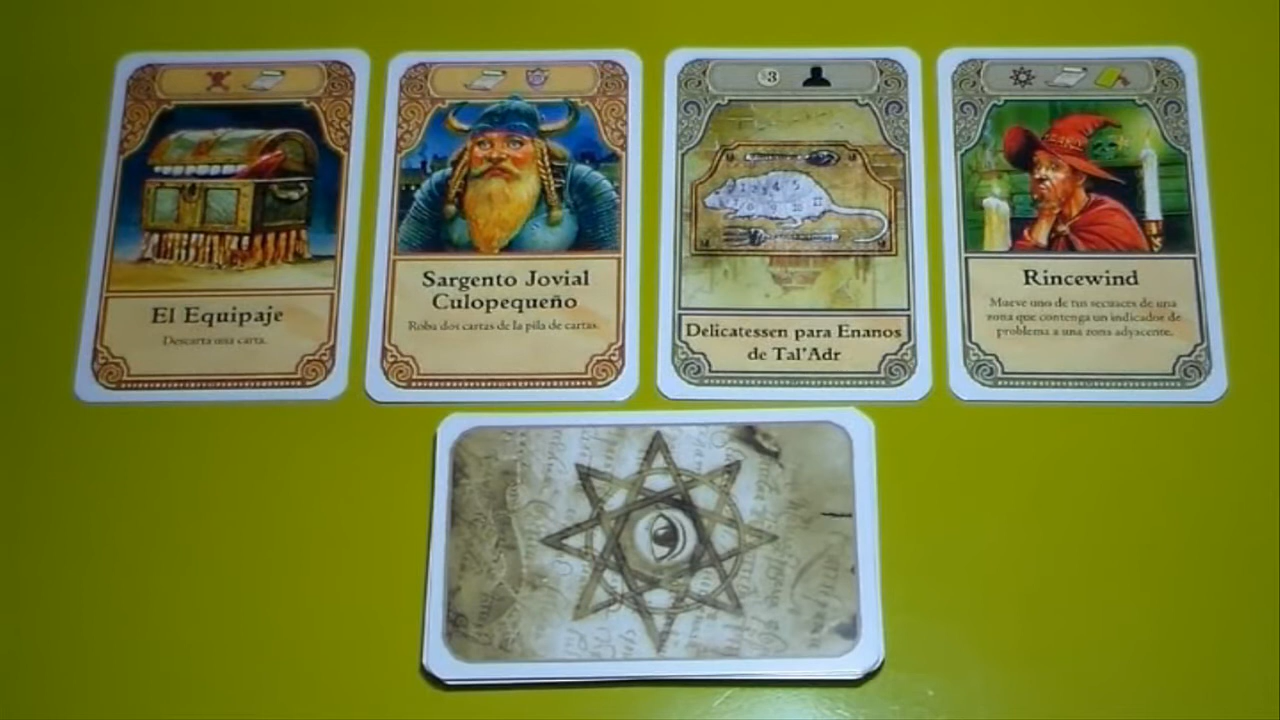 El Equipaje
Descarta una carta.
Sargento Jovial
Culopequeño
Roba dos cartas de la pila de cartas.
$3
Delicatessen para Enanos
de Tal'Adr
Rincewind
Mueve uno de tus secuaces de una
zona que contenga un indicador de
problema a una zona adyacente.